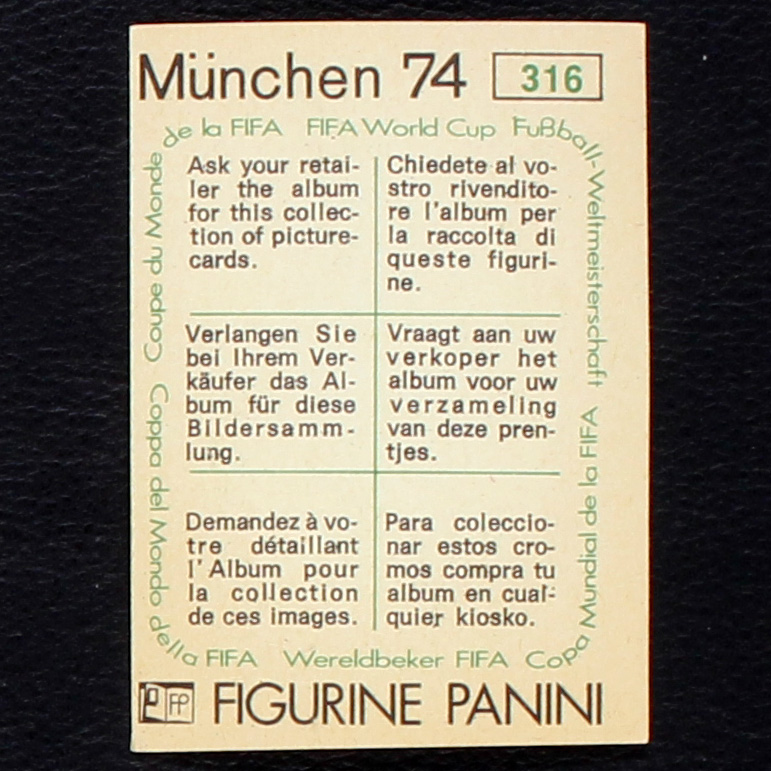 München 74 316
de la FIFA FIFA World Cup Fußball-Weltmeisterschaft
Ask your retai-
ler the album
for this collec-
tion of picture-
cards.
Chiedete al vo-
stro rivendito-
re l'album per
la raccolta di
queste figuri-
ne.
Verlangen Sie
bei Ihrem Ver-
käufer das Al-
bum für diese
Bildersamm-
lung.
Vraagt aan uw
verkoper het
album voor uw
verzameling
van deze pren-
tjes.
Demandez à vo-
tre détaillant
l'Album pour
la collection
de ces images.
Para coleccio-
nar estos cro-
mos compra tu
album en cual-
quier kiosko.
Coupe du Monde
Coppa del Mondo della FIFA Wereldbeker FIFA Copa Mundial de la FIFA
FP FIGURINE PANINI